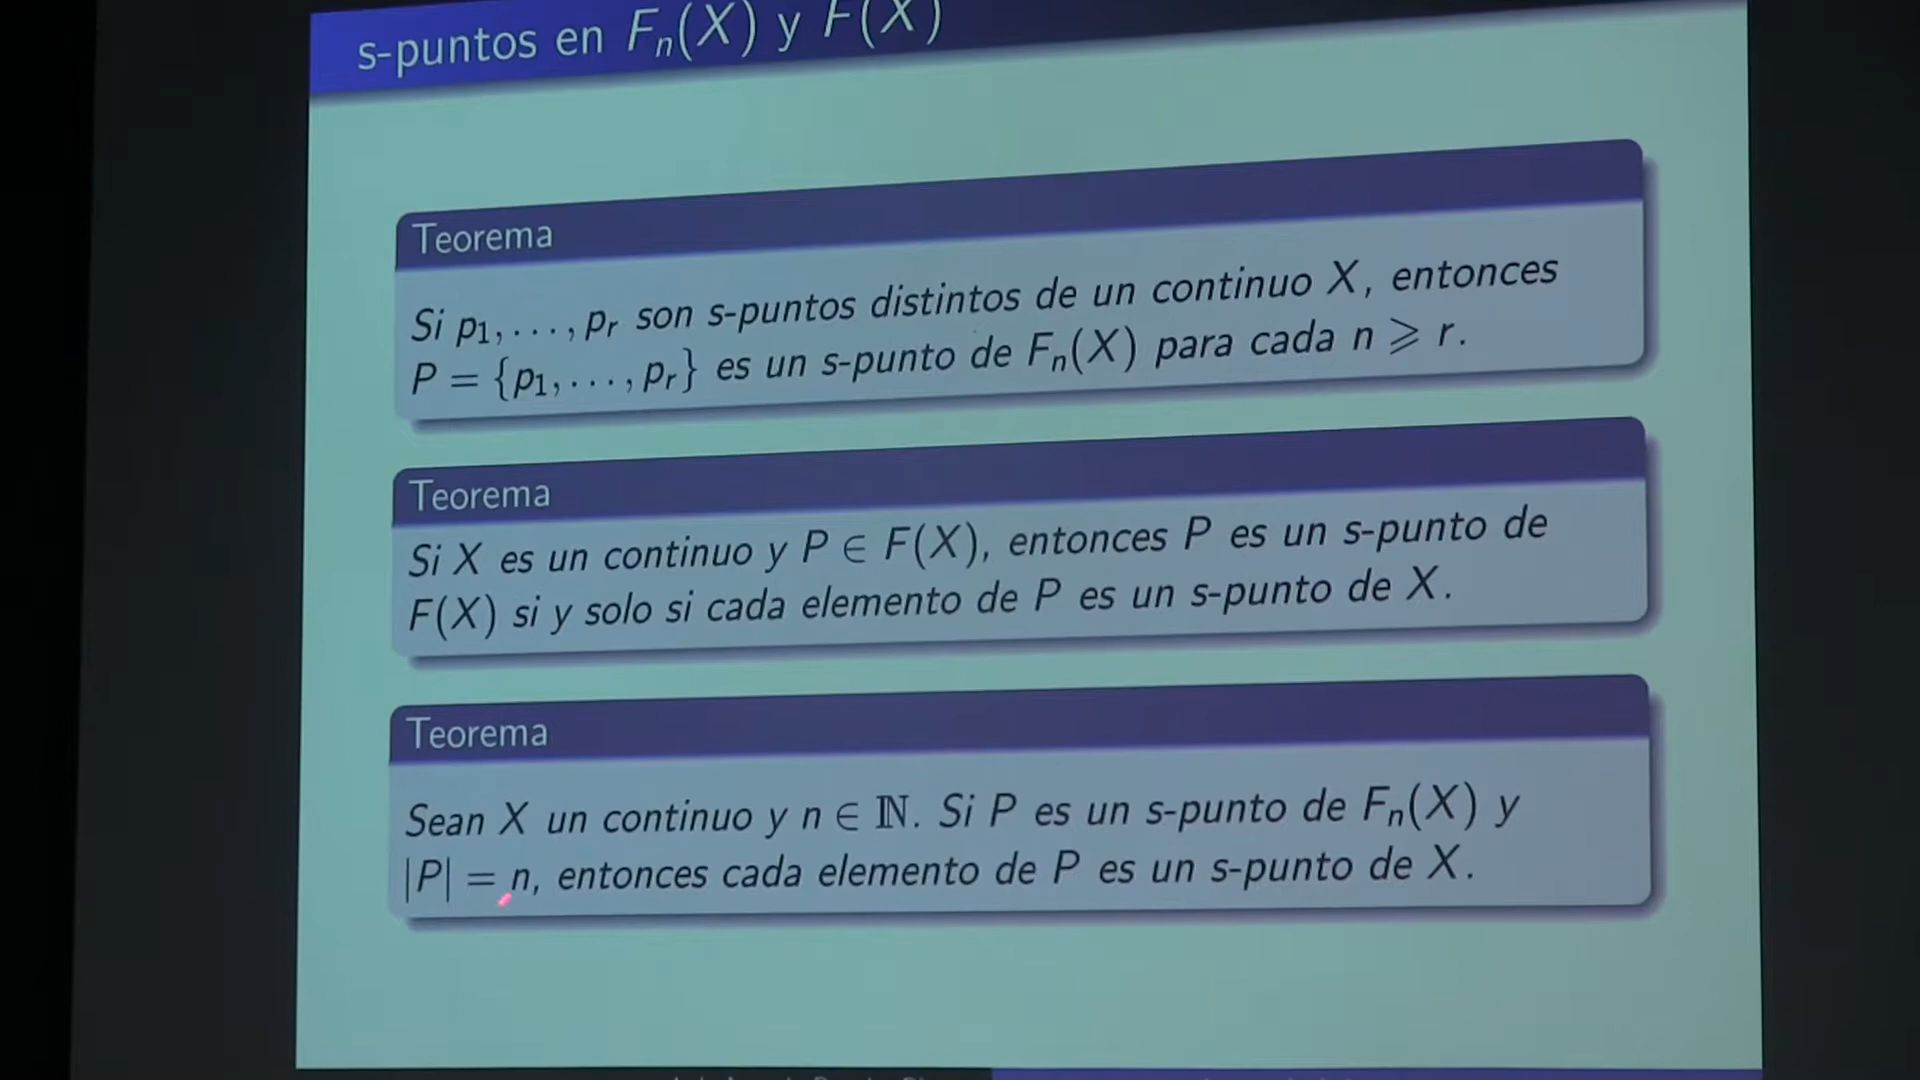 s-puntos en Fₙ(X) y F(X)
Teorema
Si p₁, . . . , pᵣ son s-puntos distintos de un continuo X, entonces
P = {p₁, . . . , pᵣ} es un s-punto de Fₙ(X) para cada n ⩾ r.
Teorema
Si X es un continuo y P ∈ F(X), entonces P es un s-punto de
F(X) si y solo si cada elemento de P es un s-punto de X.
Teorema
Sean X un continuo y n ∈ ℕ. Si P es un s-punto de Fₙ(X) y
|P| = n, entonces cada elemento de P es un s-punto de X.